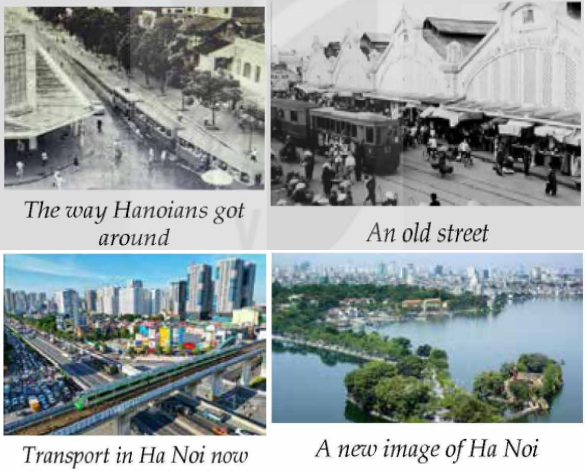 The way Hanoians got
around
An old street
Transport in Ha Noi now
A new image of Ha Noi